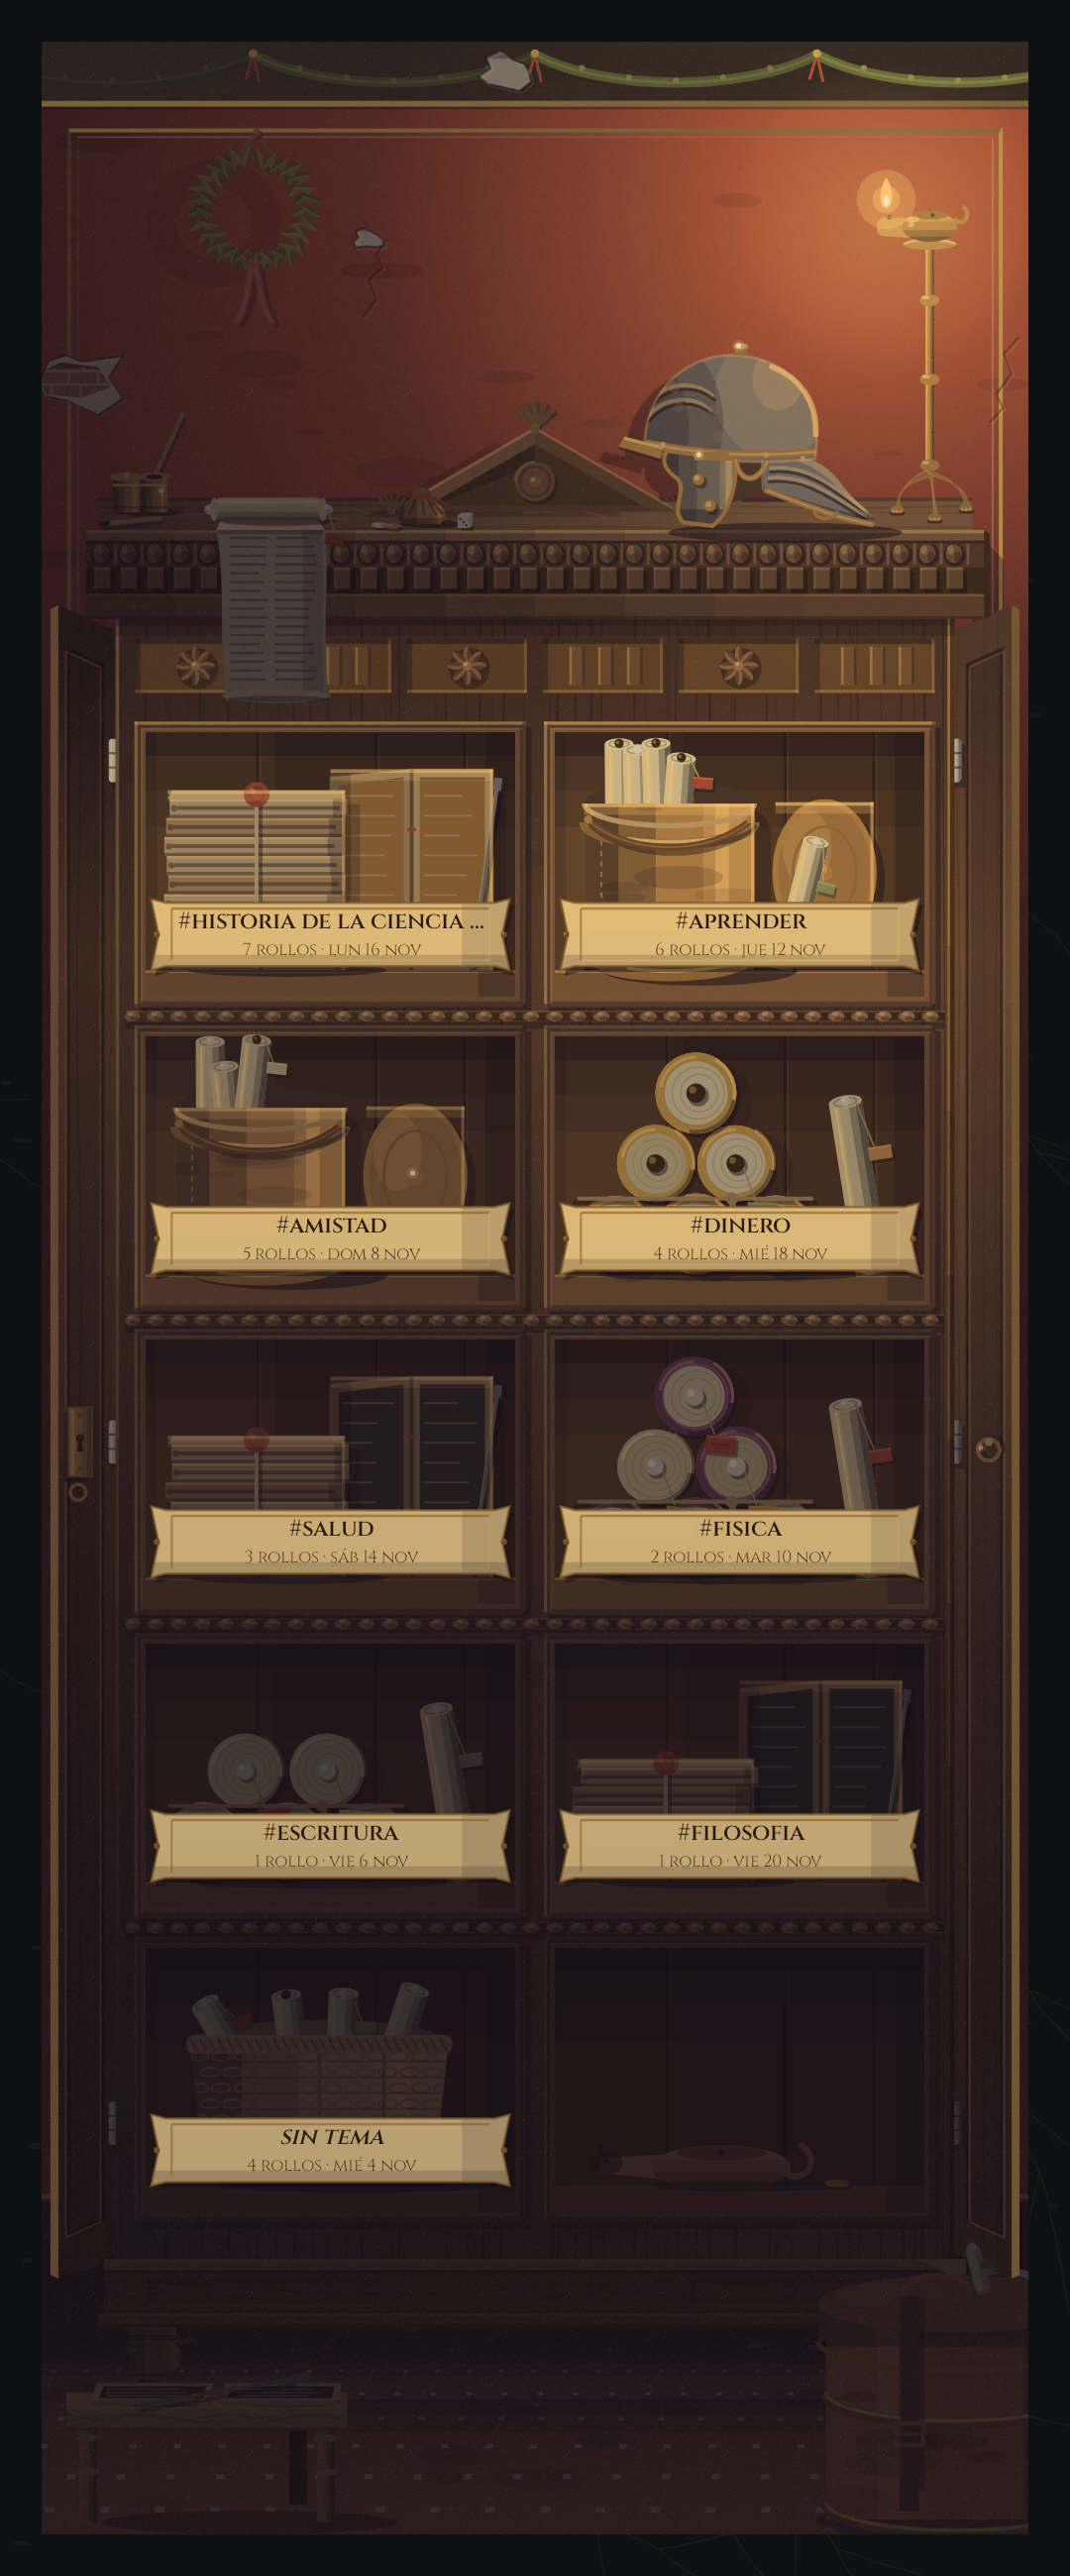 #HISTORIA DE LA CIENCIA ...
7 ROLLOS · LUN 16 NOV
#APRENDER
6 ROLLOS · JUE 12 NOV
#AMISTAD
5 ROLLOS · DOM 8 NOV
#DINERO
4 ROLLOS · MIÉ 18 NOV
#SALUD
3 ROLLOS · SÁB 14 NOV
#FISICA
2 ROLLOS · MAR 10 NOV
#ESCRITURA
1 ROLLO · VIE 6 NOV
#FILOSOFIA
1 ROLLO · VIE 20 NOV
SIN TEMA
4 ROLLOS · MIÉ 4 NOV